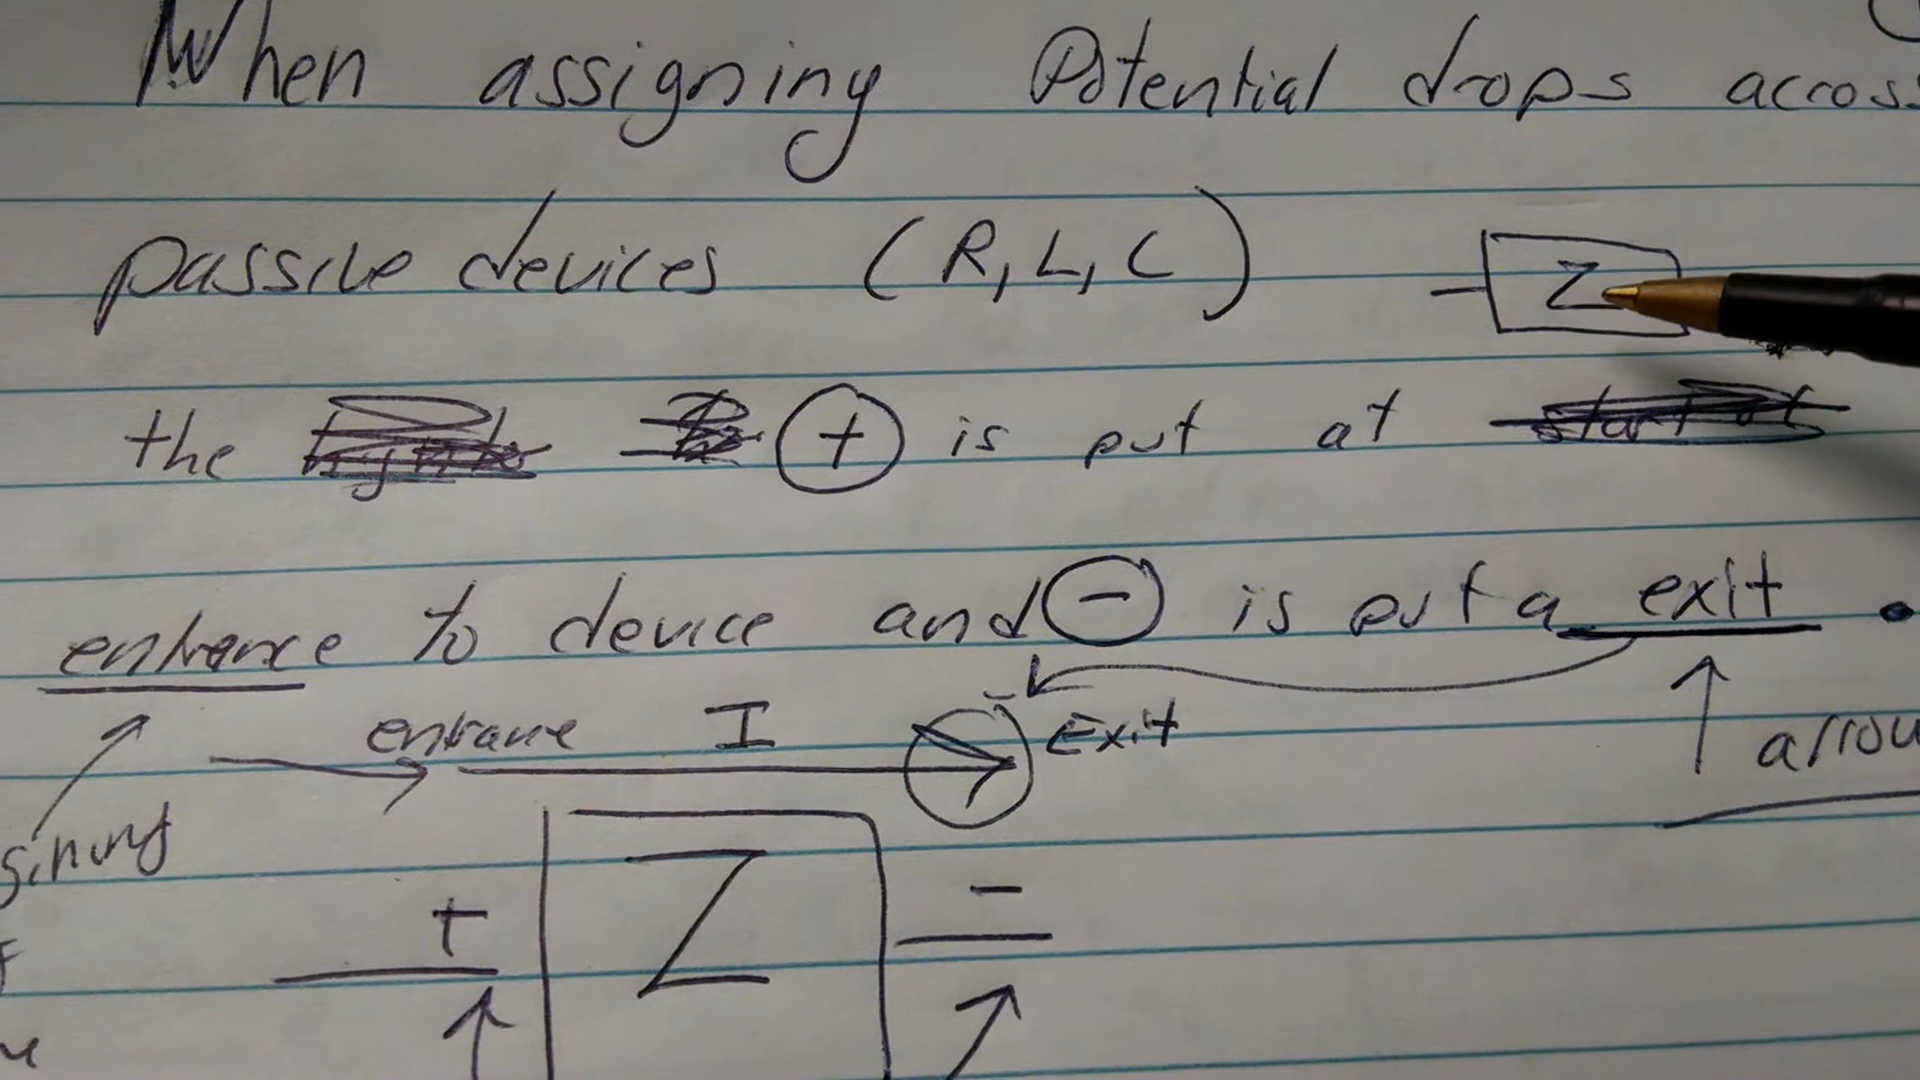 When assigning Potential drops across
passive devices (R, L, C) Z
the + is put at
entrance to device and - is put a exit .
entrance I Exit
arrow
+ Z -